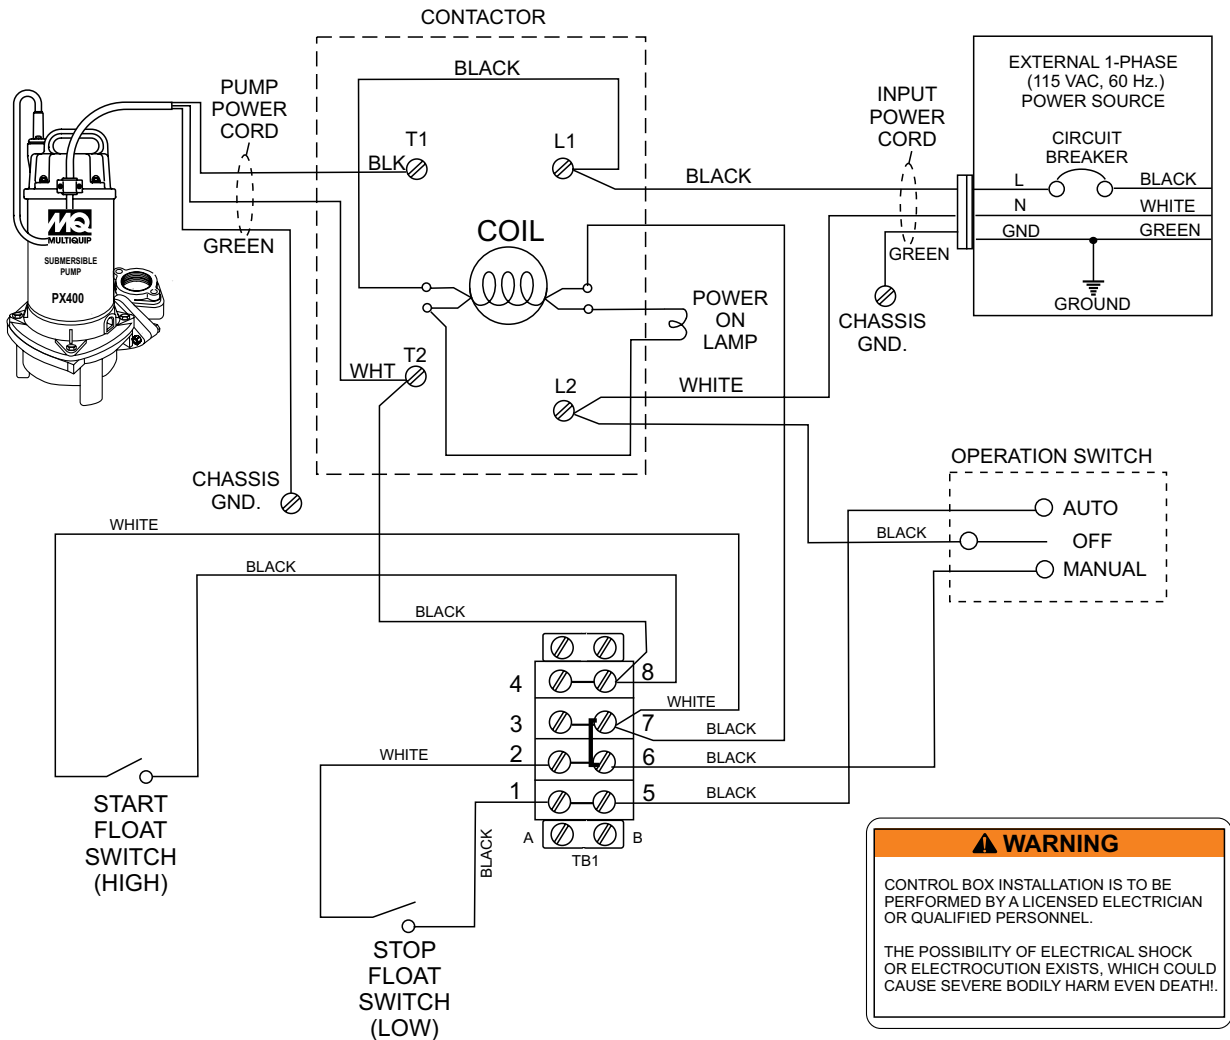 CONTACTOR
BLACK
PUMP
POWER
CORD
T1
L1
BLK
GREEN
MQ
MULTIQUIP
SUBMERSIBLE
PUMP
PX400
COIL
POWER
ON
LAMP
T2
WHT
L2
BLACK
WHITE
INPUT
POWER
CORD
GREEN
CHASSIS
GND.
EXTERNAL 1-PHASE
(115 VAC, 60 Hz.)
POWER SOURCE
CIRCUIT
BREAKER
L
BLACK
N
WHITE
GND
GREEN
GROUND
CHASSIS
GND.
OPERATION SWITCH
AUTO
BLACK
OFF
MANUAL
WHITE
BLACK
BLACK
4
8
WHITE
3
7
BLACK
WHITE
2
6
BLACK
1
5
BLACK
A
B
TB1
BLACK
START
FLOAT
SWITCH
(HIGH)
STOP
FLOAT
SWITCH
(LOW)
WARNING
CONTROL BOX INSTALLATION IS TO BE
PERFORMED BY A LICENSED ELECTRICIAN
OR QUALIFIED PERSONNEL.
THE POSSIBILITY OF ELECTRICAL SHOCK
OR ELECTROCUTION EXISTS, WHICH COULD
CAUSE SEVERE BODILY HARM EVEN DEATH!.